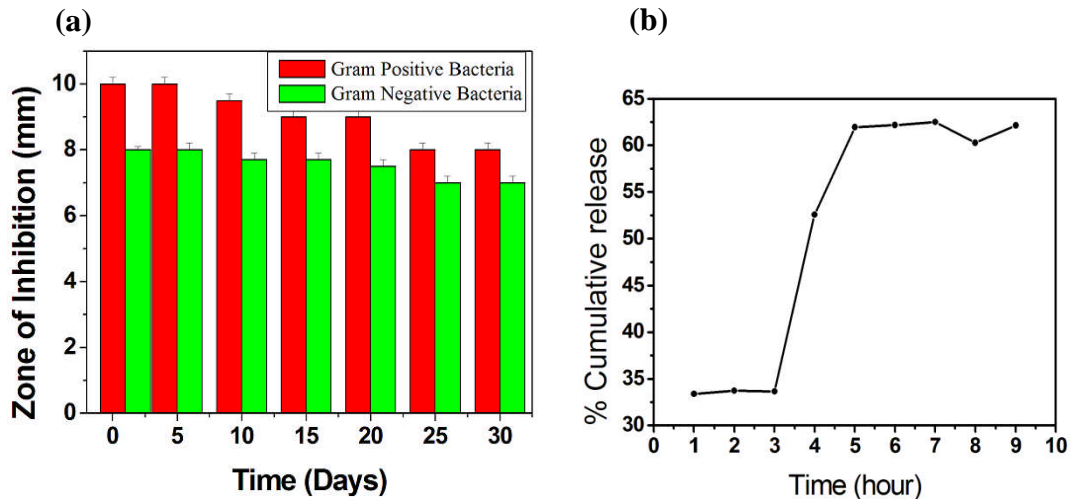 (a)
Gram Positive Bacteria
Gram Negative Bacteria
Zone of Inhibition (mm)
10
8
6
4
2
0
0 5 10 15 20 25 30
Time (Days)
(b)
% Cumulative release
65
60
55
50
45
40
35
30
0 1 2 3 4 5 6 7 8 9 10
Time (hour)